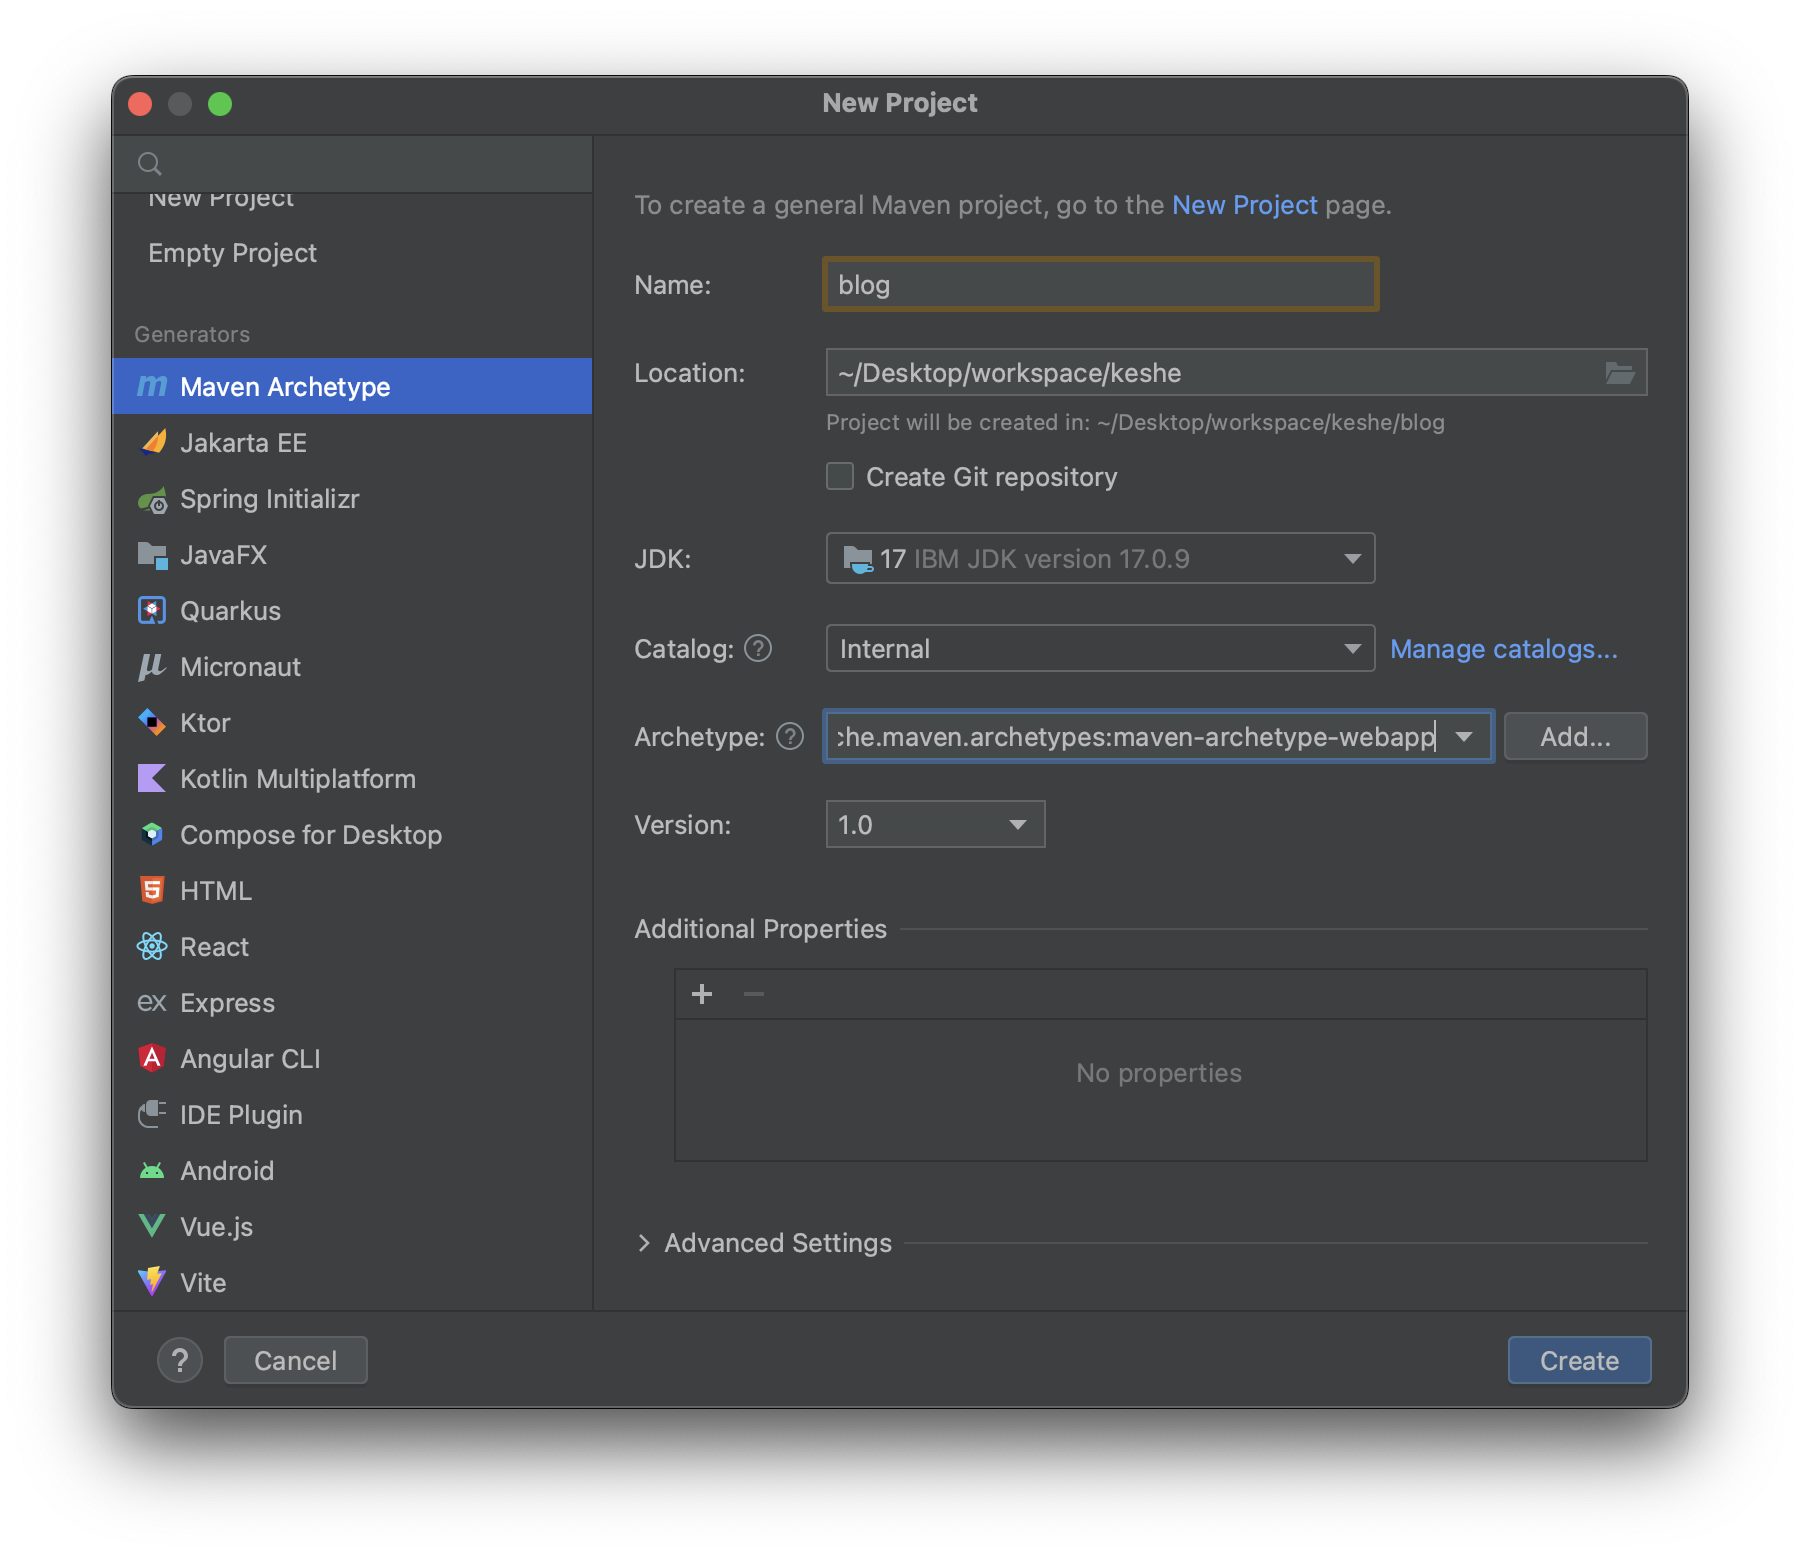 New Project
New Project
Empty Project
Generators
Maven Archetype
Jakarta EE
Spring Initializr
JavaFX
Quarkus
Micronaut
Ktor
Kotlin Multiplatform
Compose for Desktop
HTML
React
ex Express
Angular CLI
IDE Plugin
Android
Vue.js
Vite
To create a general Maven project, go to the New Project page.
Name: blog
Location: ~/Desktop/workspace/keshe
Project will be created in: ~/Desktop/workspace/keshe/blog
Create Git repository
JDK: 17 IBM JDK version 17.0.9
Catalog: ? Internal Manage catalogs...
Archetype: ? che.maven.archetypes:maven-archetype-webapp Add...
Version: 1.0
Additional Properties
No properties
Advanced Settings
? Cancel Create